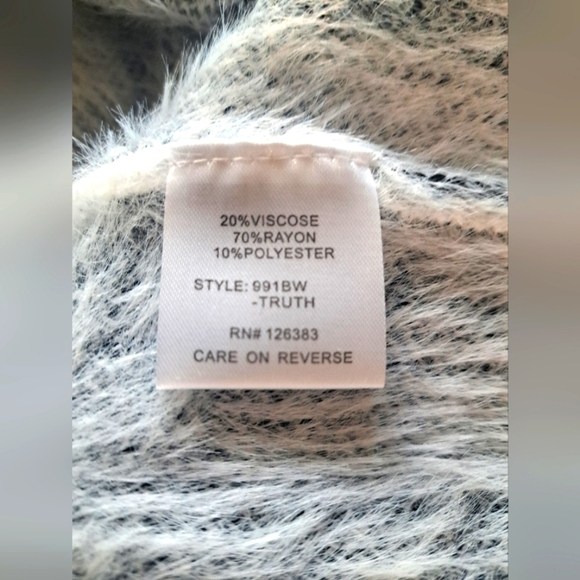 20%VISCOSE
70%RAYON
10%POLYESTER
STYLE: 991BW
-TRUTH
RN# 126383
CARE ON REVERSE